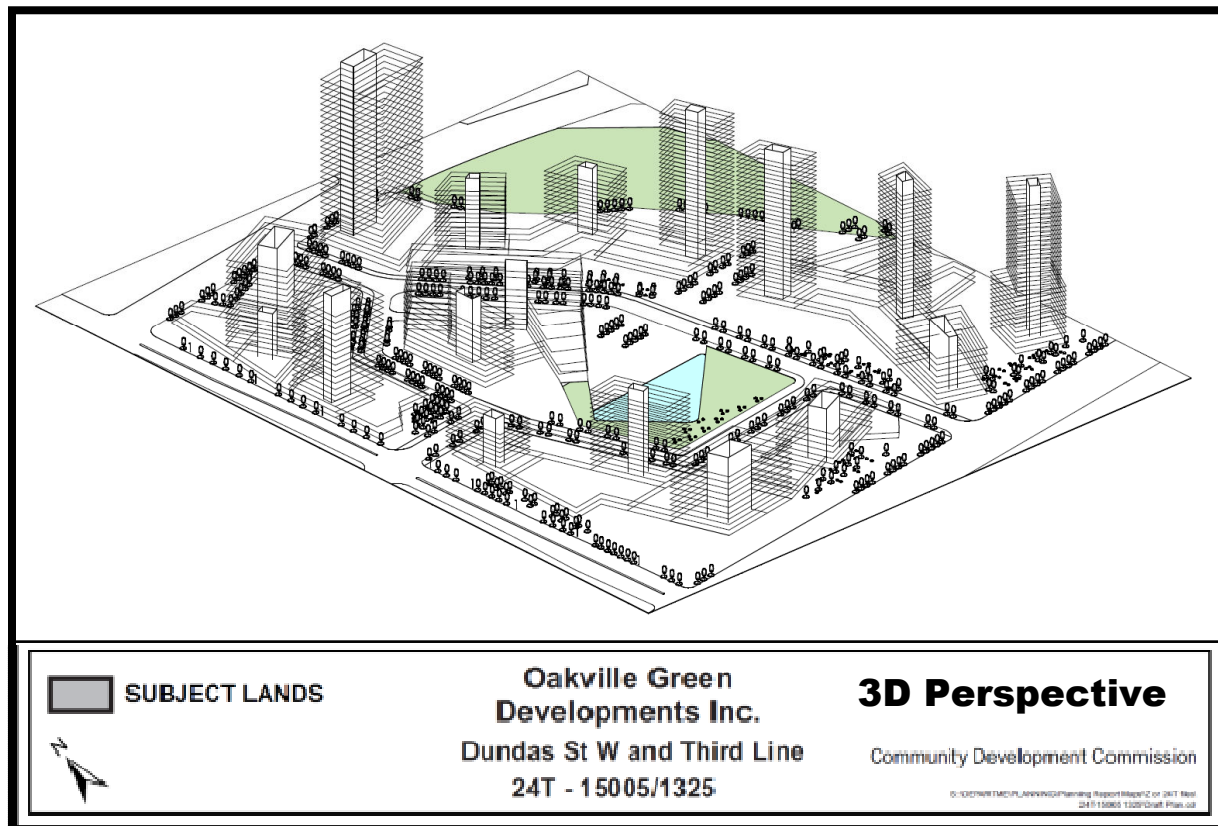 SUBJECT LANDS
N
Oakville Green
Developments Inc.
Dundas St W and Third Line
24T - 15005/1325
3D Perspective
Community Development Commission